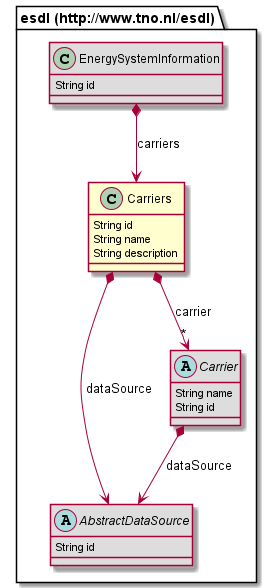 esdl (http://www.tno.nl/esdl)
C EnergySystemInformation
String id
carriers
C Carriers
String id
String name
String description
carrier
*
A Carrier
String name
String id
dataSource
dataSource
A AbstractDataSource
String id